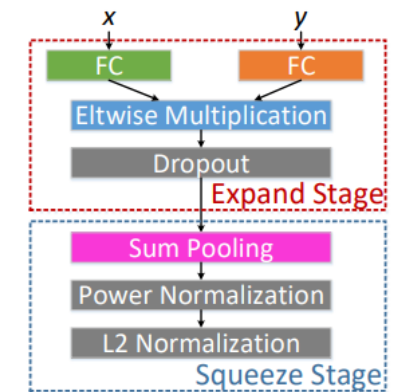 x y
FC FC
Eltwise Multiplication
Dropout
Expand Stage
Sum Pooling
Power Normalization
L2 Normalization
Squeeze Stage